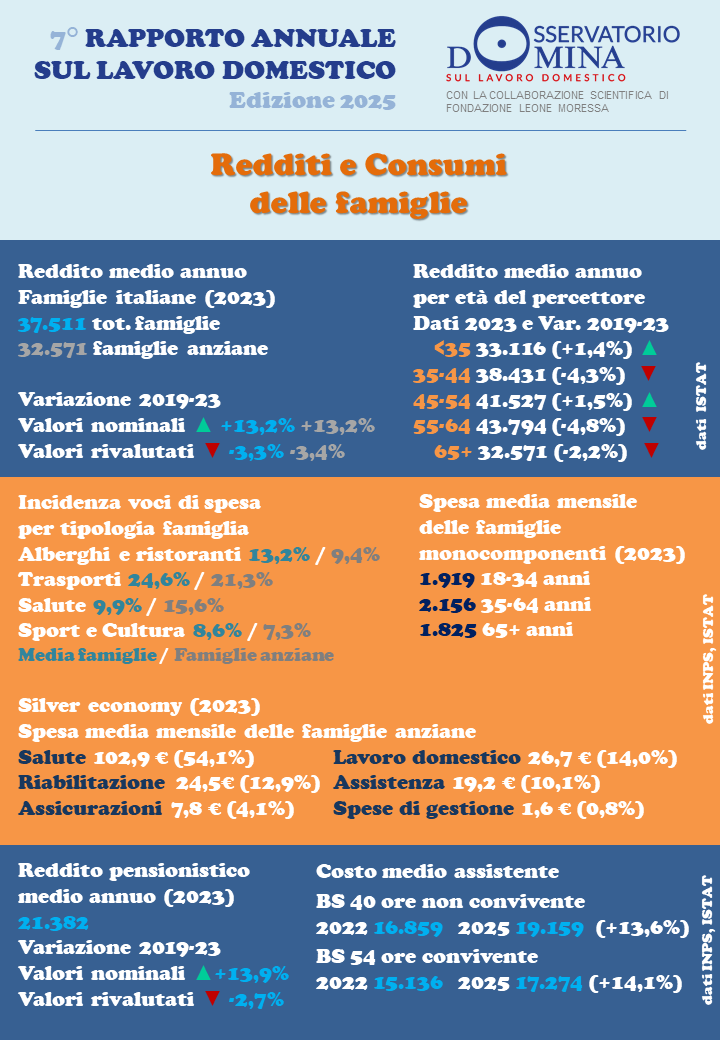 7° RAPPORTO ANNUALE
SUL LAVORO DOMESTICO
Edizione 2025
OSSERVATORIO
DOMINA
SUL LAVORO DOMESTICO
CON LA COLLABORAZIONE SCIENTIFICA DI
FONDAZIONE LEONE MORESSA
Redditi e Consumi
delle famiglie
Reddito medio annuo
Famiglie italiane (2023)
37.511 tot. famiglie
32.571 famiglie anziane
Variazione 2019-23
Valori nominali ▲ +13,2% +13,2%
Valori rivalutati ▼ -3,3% -3,4%
Reddito medio annuo
per età del percettore
Dati 2023 e Var. 2019-23
<35 33.116 (+1,4%) ▲
35-44 38.431 (-4,3%) ▼
45-54 41.527 (+1,5%) ▲
55-64 43.794 (-4,8%) ▼
65+ 32.571 (-2,2%) ▼
dati ISTAT
Incidenza voci di spesa
per tipologia famiglia
Alberghi e ristoranti 13,2% / 9,4%
Trasporti 24,6% / 21,3%
Salute 9,9% / 15,6%
Sport e Cultura 8,6% / 7,3%
Media famiglie / Famiglie anziane
Spesa media mensile
delle famiglie
monocomponenti (2023)
1.919 18-34 anni
2.156 35-64 anni
1.825 65+ anni
Silver economy (2023)
Spesa media mensile delle famiglie anziane
Salute 102,9 € (54,1%)
Riabilitazione 24,5€ (12,9%)
Assicurazioni 7,8 € (4,1%)
Lavoro domestico 26,7 € (14,0%)
Assistenza 19,2 € (10,1%)
Spese di gestione 1,6 € (0,8%)
dati INPS, ISTAT
Reddito pensionistico
medio annuo (2023)
21.382
Variazione 2019-23
Valori nominali ▲ +13,9%
Valori rivalutati ▼ -2,7%
Costo medio assistente
BS 40 ore non convivente
2022 16.859 2025 19.159 (+13,6%)
BS 54 ore convivente
2022 15.136 2025 17.274 (+14,1%)
dati INPS, ISTAT